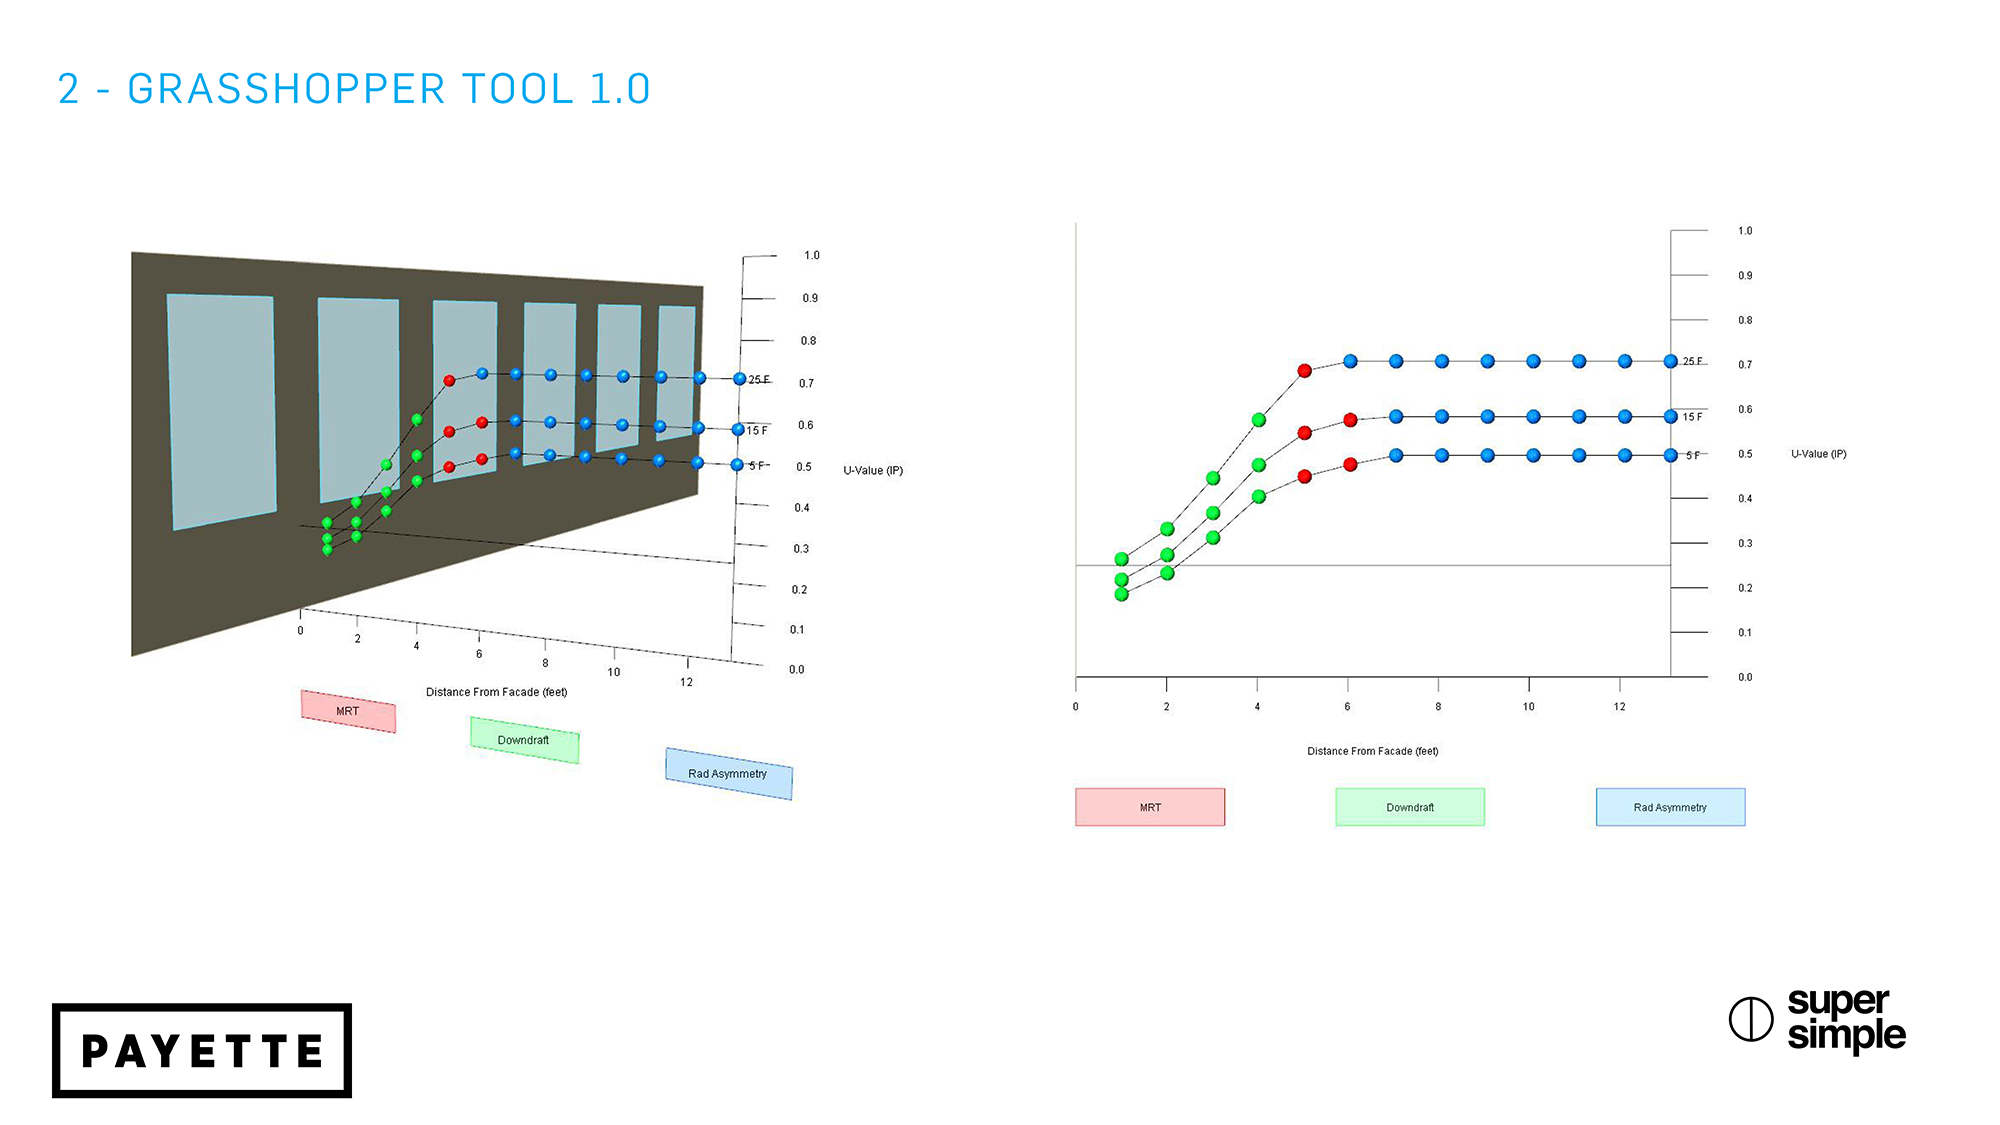 2 - GRASSHOPPER TOOL 1.0
1.0
0.9
0.8
25 F
0.7
0.6
15 F
5 F
0.5
U-Value (IP)
0.4
0.3
0.2
0.1
0.0
0
2
4
6
8
10
12
Distance From Facade (feet)
MRT
Downdraft
Rad Asymmetry
1.0
0.9
0.8
25 F
0.7
0.6
15 F
5 F
0.5
U-Value (IP)
0.4
0.3
0.2
0.1
0.0
0 2 4 6 8 10 12
Distance From Facade (feet)
MRT
Downdraft
Rad Asymmetry
PAYETTE
super
simple